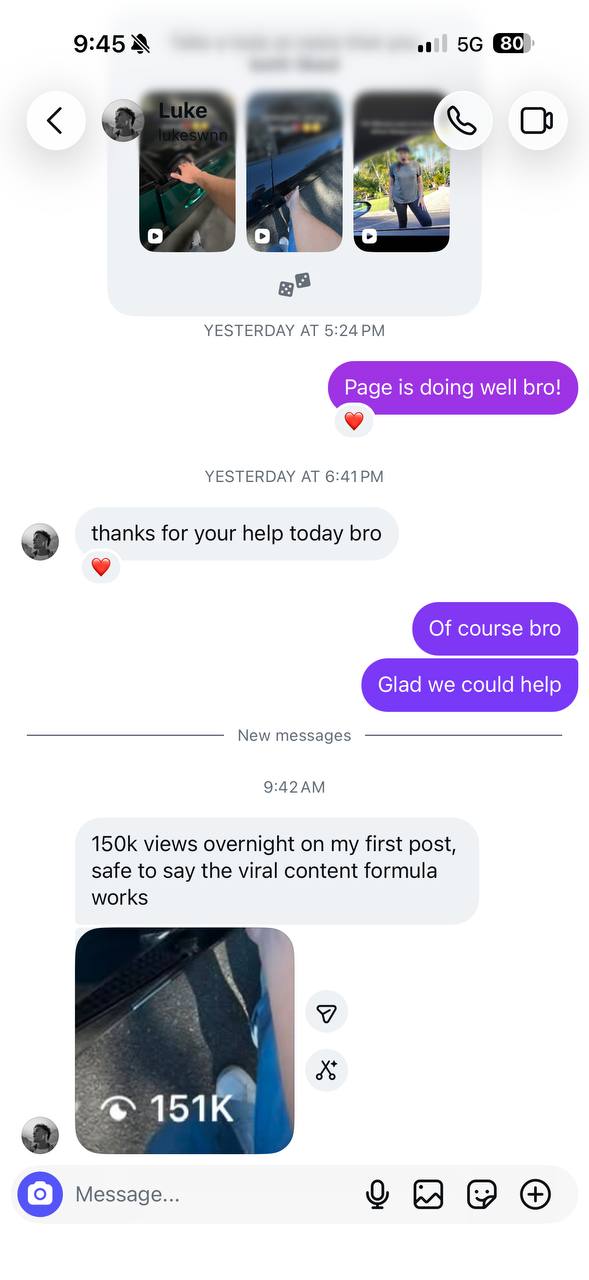 9:45
5G
80
Luke
lukeswnn
YESTERDAY AT 5:24 PM
Page is doing well bro!
YESTERDAY AT 6:41 PM
thanks for your help today bro
Of course bro
Glad we could help
New messages
9:42 AM
150k views overnight on my first post,
safe to say the viral content formula
works
151K
Message...